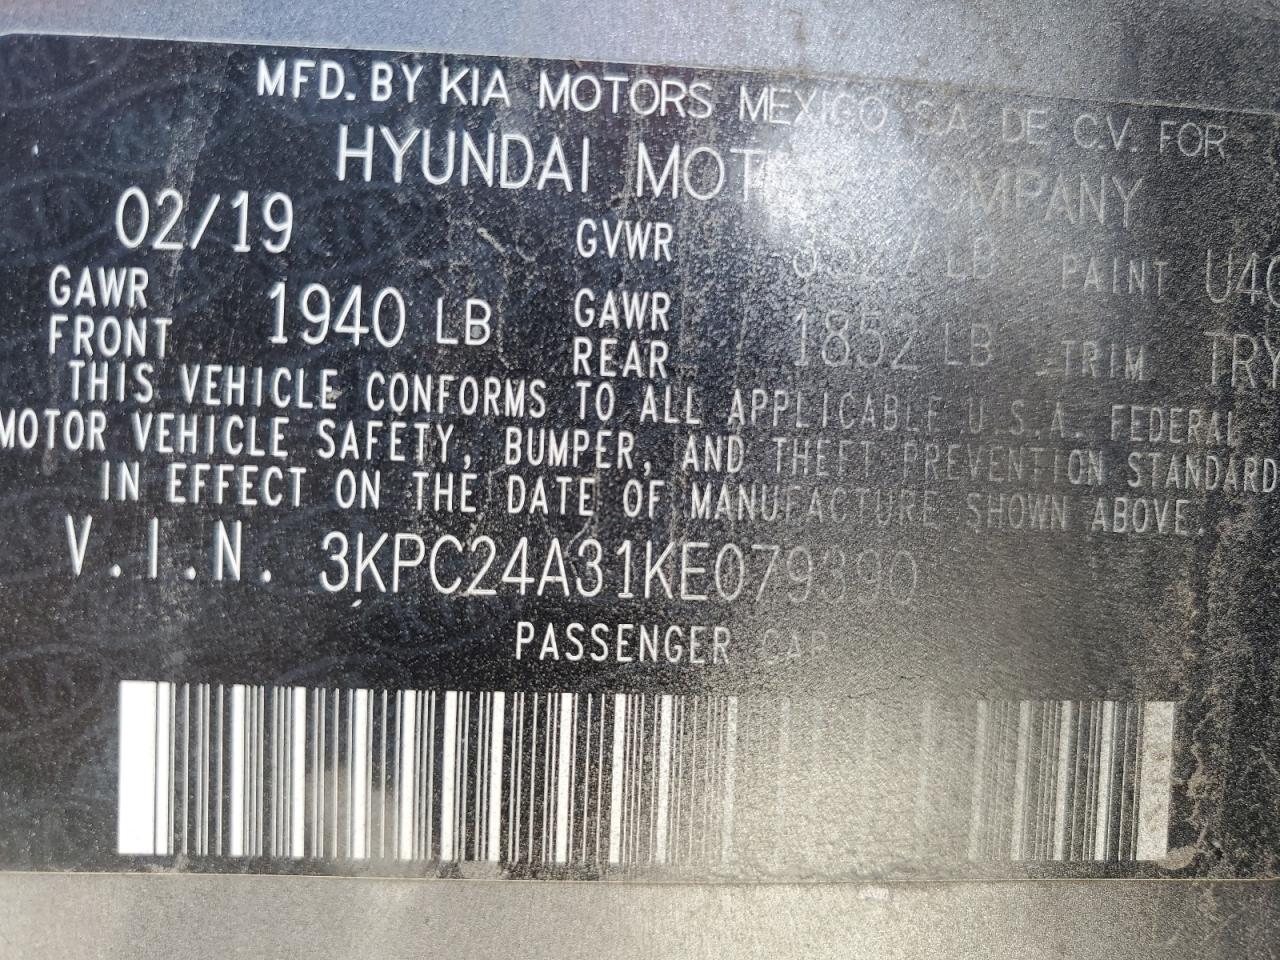 MFD. BY KIA MOTORS MEXICO S.A. DE C.V. FOR
HYUNDAI MOTOR COMPANY
02/19 GVWR LB PAINT
GAWR FRONT 1940 LB GAWR REAR 1852 LB TRIM TRY
THIS VEHICLE CONFORMS TO ALL APPLICABLE U.S.A. FEDERAL
MOTOR VEHICLE SAFETY, BUMPER, AND THEFT PREVENTION STANDARD
IN EFFECT ON THE DATE OF MANUFACTURE SHOWN ABOVE.
V.I.N. 3KPC24A31KE079390
PASSENGER CAR